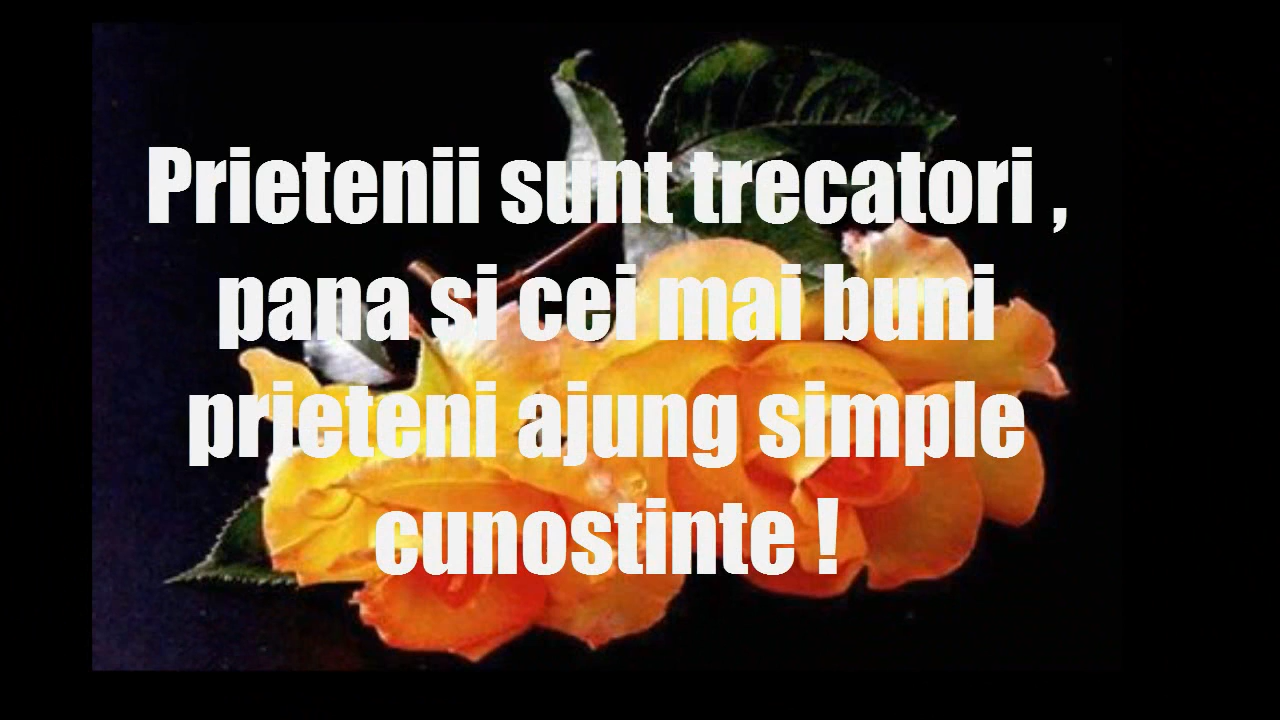 Prietenii sunt trecatori ,
pana si cei mai buni
prieteni ajung simple
cunostinte !